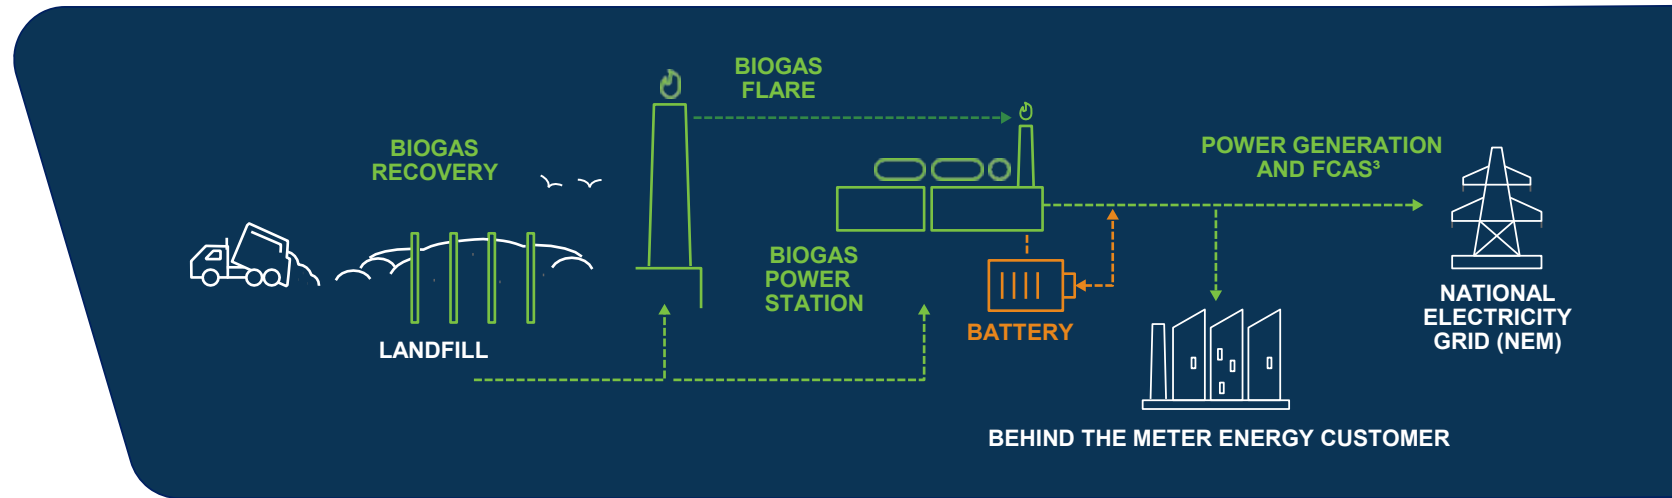 BIOGAS
RECOVERY
LANDFILL
BIOGAS
FLARE
BIOGAS
POWER
STATION
BATTERY
POWER GENERATION
AND FCAS³
BEHIND THE METER ENERGY CUSTOMER
NATIONAL
ELECTRICITY
GRID (NEM)